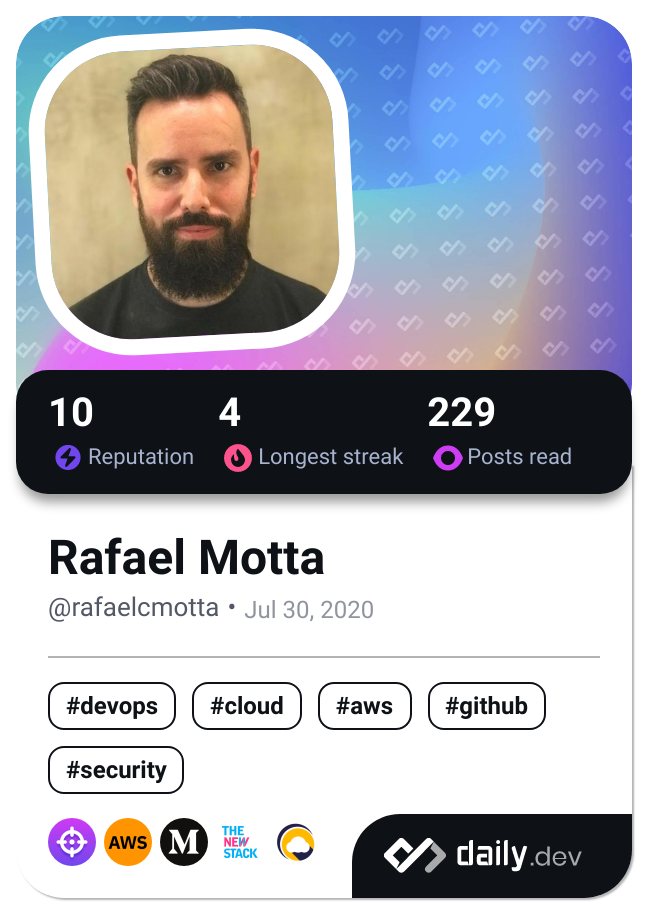 10 4 229
Reputation Longest streak Posts read
Rafael Motta
@rafaelcmotta • Jul 30, 2020
#devops #cloud #aws #github
#security
AWS M THE NEW STACK
daily.dev